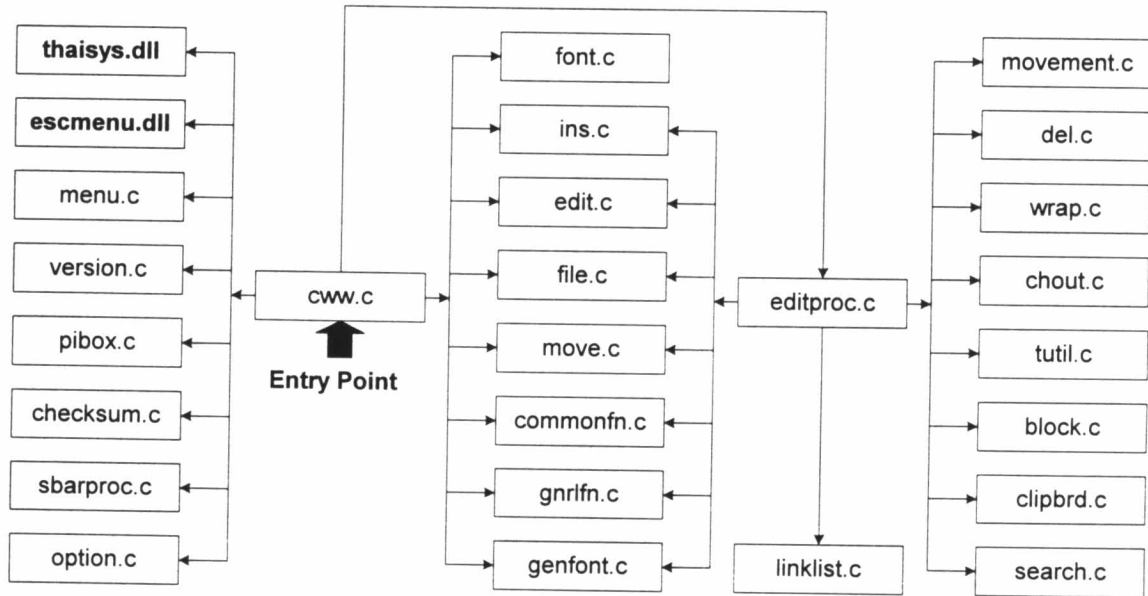 thaisys.dll
escmenu.dll
menu.c
version.c
pibox.c
checksum.c
sbarproc.c
option.c
cww.c
Entry Point
font.c
ins.c
edit.c
file.c
move.c
commonfn.c
gnrlfn.c
genfont.c
editproc.c
linklist.c
movement.c
del.c
wrap.c
chout.c
tutil.c
block.c
clipbrd.c
search.c